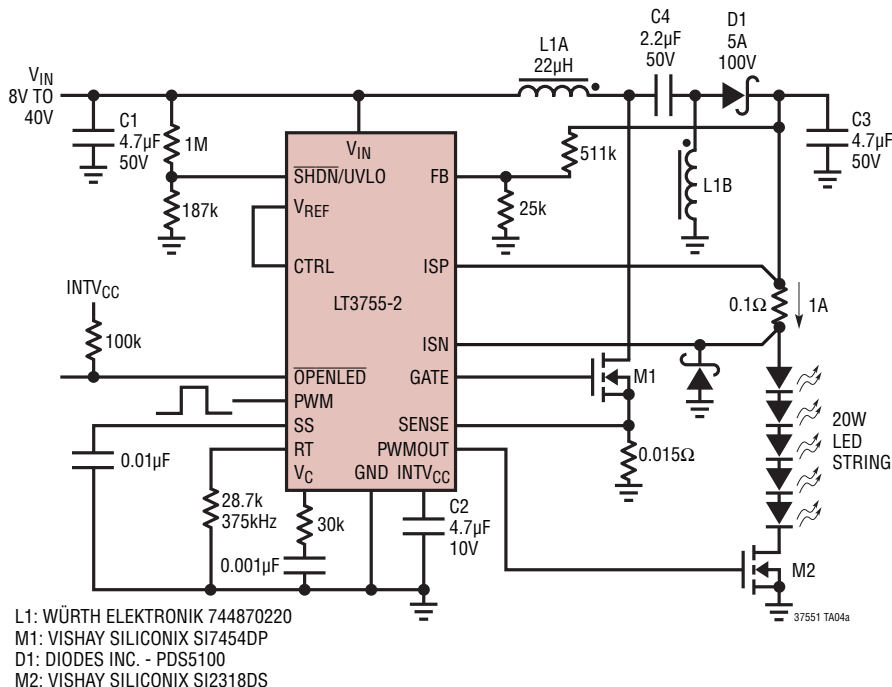 V_IN
8V TO
40V
C1
4.7µF
50V
1M
187k
L1A
22µH
C4
2.2µF
50V
D1
5A
100V
C3
4.7µF
50V
L1B
511k
25k
V_IN
SHDN/UVLO
FB
V_REF
CTRL
ISP
LT3755-2
ISN
OPENLED
GATE
PWM
SS
SENSE
RT
PWMOUT
V_C
GND
INTV_CC
INTV_CC
100k
0.1Ω
1A
M1
0.015Ω
20W
LED
STRING
0.01µF
28.7k
375kHz
30k
0.001µF
C2
4.7µF
10V
M2
37551 TA04a
L1: WÜRTH ELEKTRONIK 744870220
M1: VISHAY SILICONIX SI7454DP
D1: DIODES INC. - PDS5100
M2: VISHAY SILICONIX SI2318DS